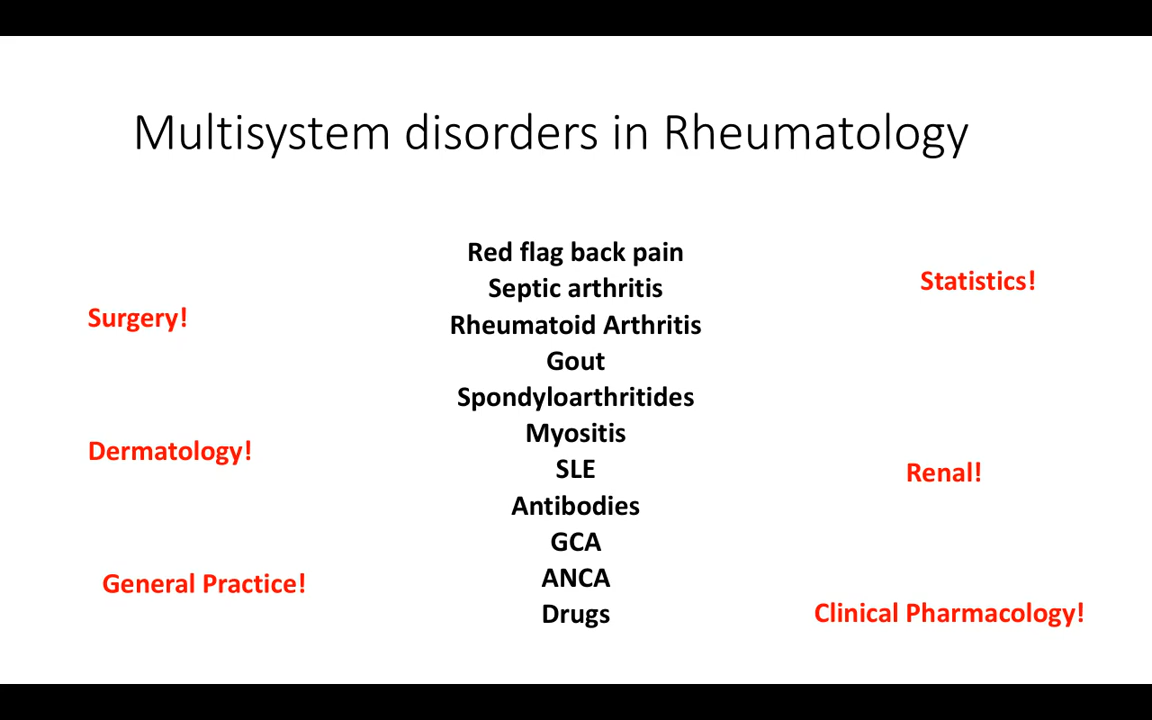 Multisystem disorders in Rheumatology
Red flag back pain
Statistics!
Septic arthritis
Surgery!
Rheumatoid Arthritis
Gout
Spondyloarthritides
Myositis
Dermatology!
SLE
Renal!
Antibodies
GCA
ANCA
General Practice!
Drugs
Clinical Pharmacology!